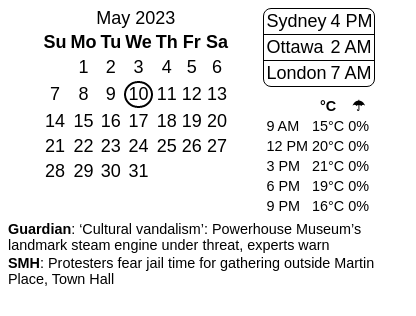 May 2023
Su Mo Tu We Th Fr Sa
1 2 3 4 5 6
7 8 9 10 11 12 13
14 15 16 17 18 19 20
21 22 23 24 25 26 27
28 29 30 31
Sydney 4 PM
Ottawa 2 AM
London 7 AM
°C ☂
9 AM 15°C 0%
12 PM 20°C 0%
3 PM 21°C 0%
6 PM 19°C 0%
9 PM 16°C 0%
Guardian: ‘Cultural vandalism’: Powerhouse Museum’s
landmark steam engine under threat, experts warn
SMH: Protesters fear jail time for gathering outside Martin
Place, Town Hall